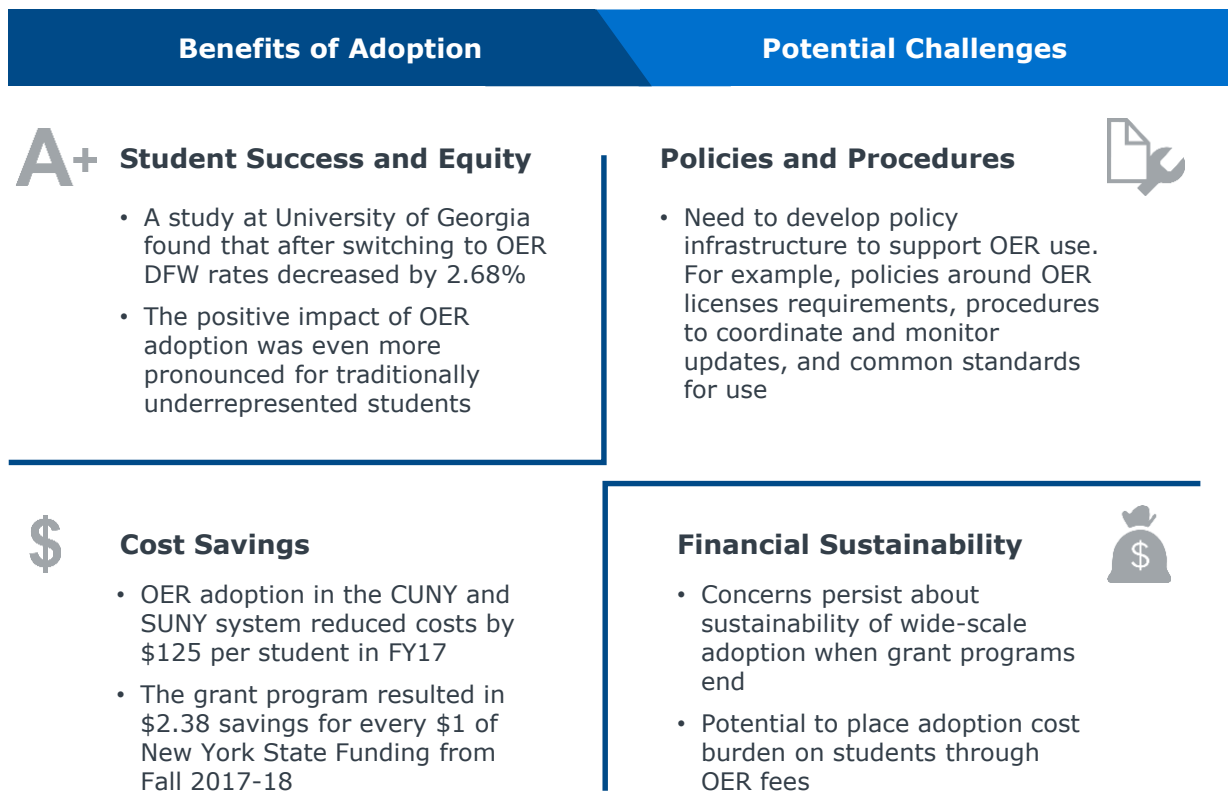 Benefits of Adoption
Potential Challenges
A+
Student Success and Equity
• A study at University of Georgia
found that after switching to OER
DFW rates decreased by 2.68%
• The positive impact of OER
adoption was even more
pronounced for traditionally
underrepresented students
Policies and Procedures
• Need to develop policy
infrastructure to support OER use.
For example, policies around OER
licenses requirements, procedures
to coordinate and monitor
updates, and common standards
for use
$
Cost Savings
• OER adoption in the CUNY and
SUNY system reduced costs by
$125 per student in FY17
• The grant program resulted in
$2.38 savings for every $1 of
New York State Funding from
Fall 2017-18
Financial Sustainability
$
• Concerns persist about
sustainability of wide-scale
adoption when grant programs
end
• Potential to place adoption cost
burden on students through
OER fees